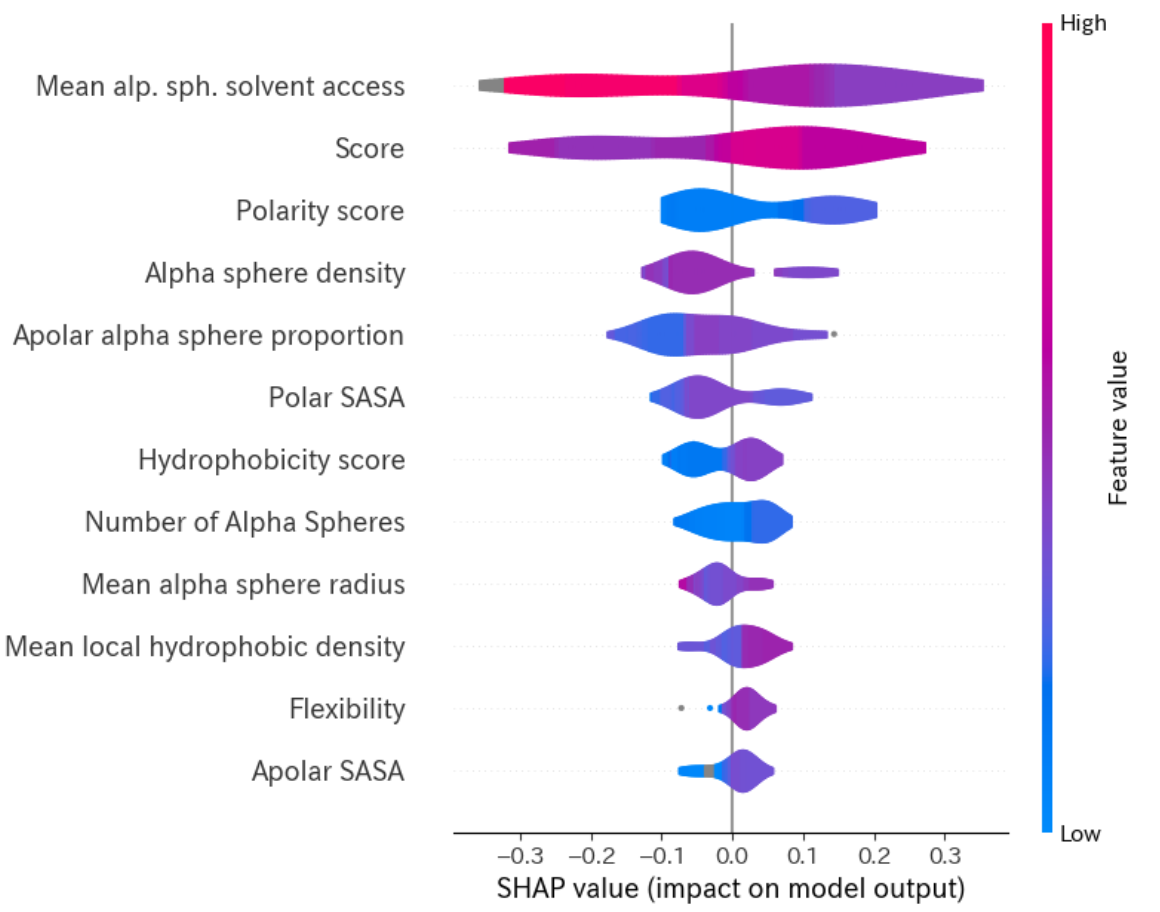 High
Mean alp. sph. solvent access
Score
Polarity score
Alpha sphere density
Apolar alpha sphere proportion
Polar SASA
Hydrophobicity score
Number of Alpha Spheres
Mean alpha sphere radius
Mean local hydrophobic density
Flexibility
Apolar SASA
Feature value
Low
−0.3 −0.2 −0.1 0.0 0.1 0.2 0.3
SHAP value (impact on model output)